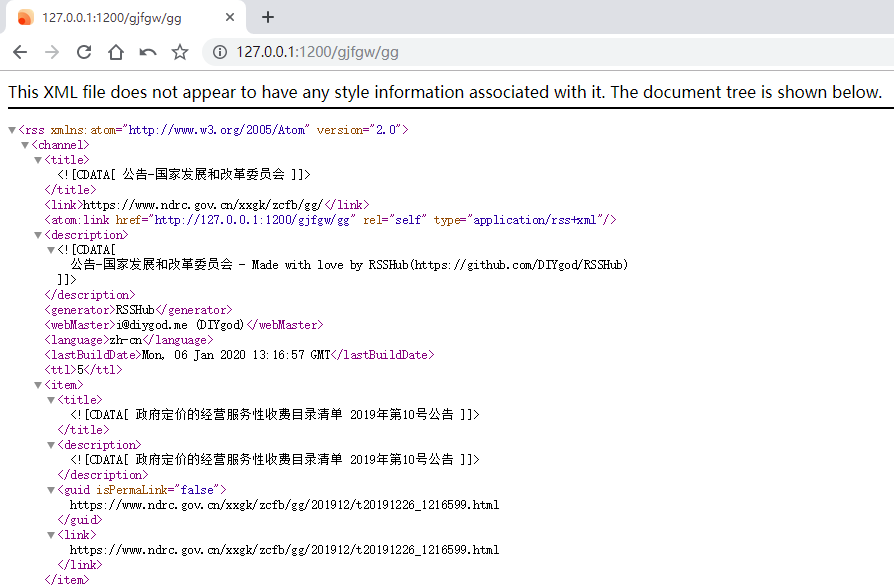 127.0.0.1:1200/gjfgw/gg
127.0.0.1:1200/gjfgw/gg
This XML file does not appear to have any style information associated with it. The document tree is shown below.
<rss xmlns:atom="http://www.w3.org/2005/Atom" version="2.0">
<channel>
<title>
<![CDATA[ 公告-国家发展和改革委员会 ]]>
</title>
<link>https://www.ndrc.gov.cn/xxgk/zcfb/gg/</link>
<atom:link href="http://127.0.0.1:1200/gjfgw/gg" rel="self" type="application/rss+xml"/>
<description>
<![CDATA[
公告-国家发展和改革委员会 - Made with love by RSSHub(https://github.com/DIYgod/RSSHub)
]]>
</description>
<generator>RSSHub</generator>
<webMaster>i@diygod.me (DIYgod)</webMaster>
<language>zh-cn</language>
<lastBuildDate>Mon, 06 Jan 2020 13:16:57 GMT</lastBuildDate>
<ttl>5</ttl>
<item>
<title>
<![CDATA[ 政府定价的经营服务性收费目录清单 2019年第10号公告 ]]>
</title>
<description>
<![CDATA[ 政府定价的经营服务性收费目录清单 2019年第10号公告 ]]>
</description>
<guid isPermaLink="false">
https://www.ndrc.gov.cn/xxgk/zcfb/gg/201912/t20191226_1216599.html
</guid>
<link>
https://www.ndrc.gov.cn/xxgk/zcfb/gg/201912/t20191226_1216599.html
</link>
</item>